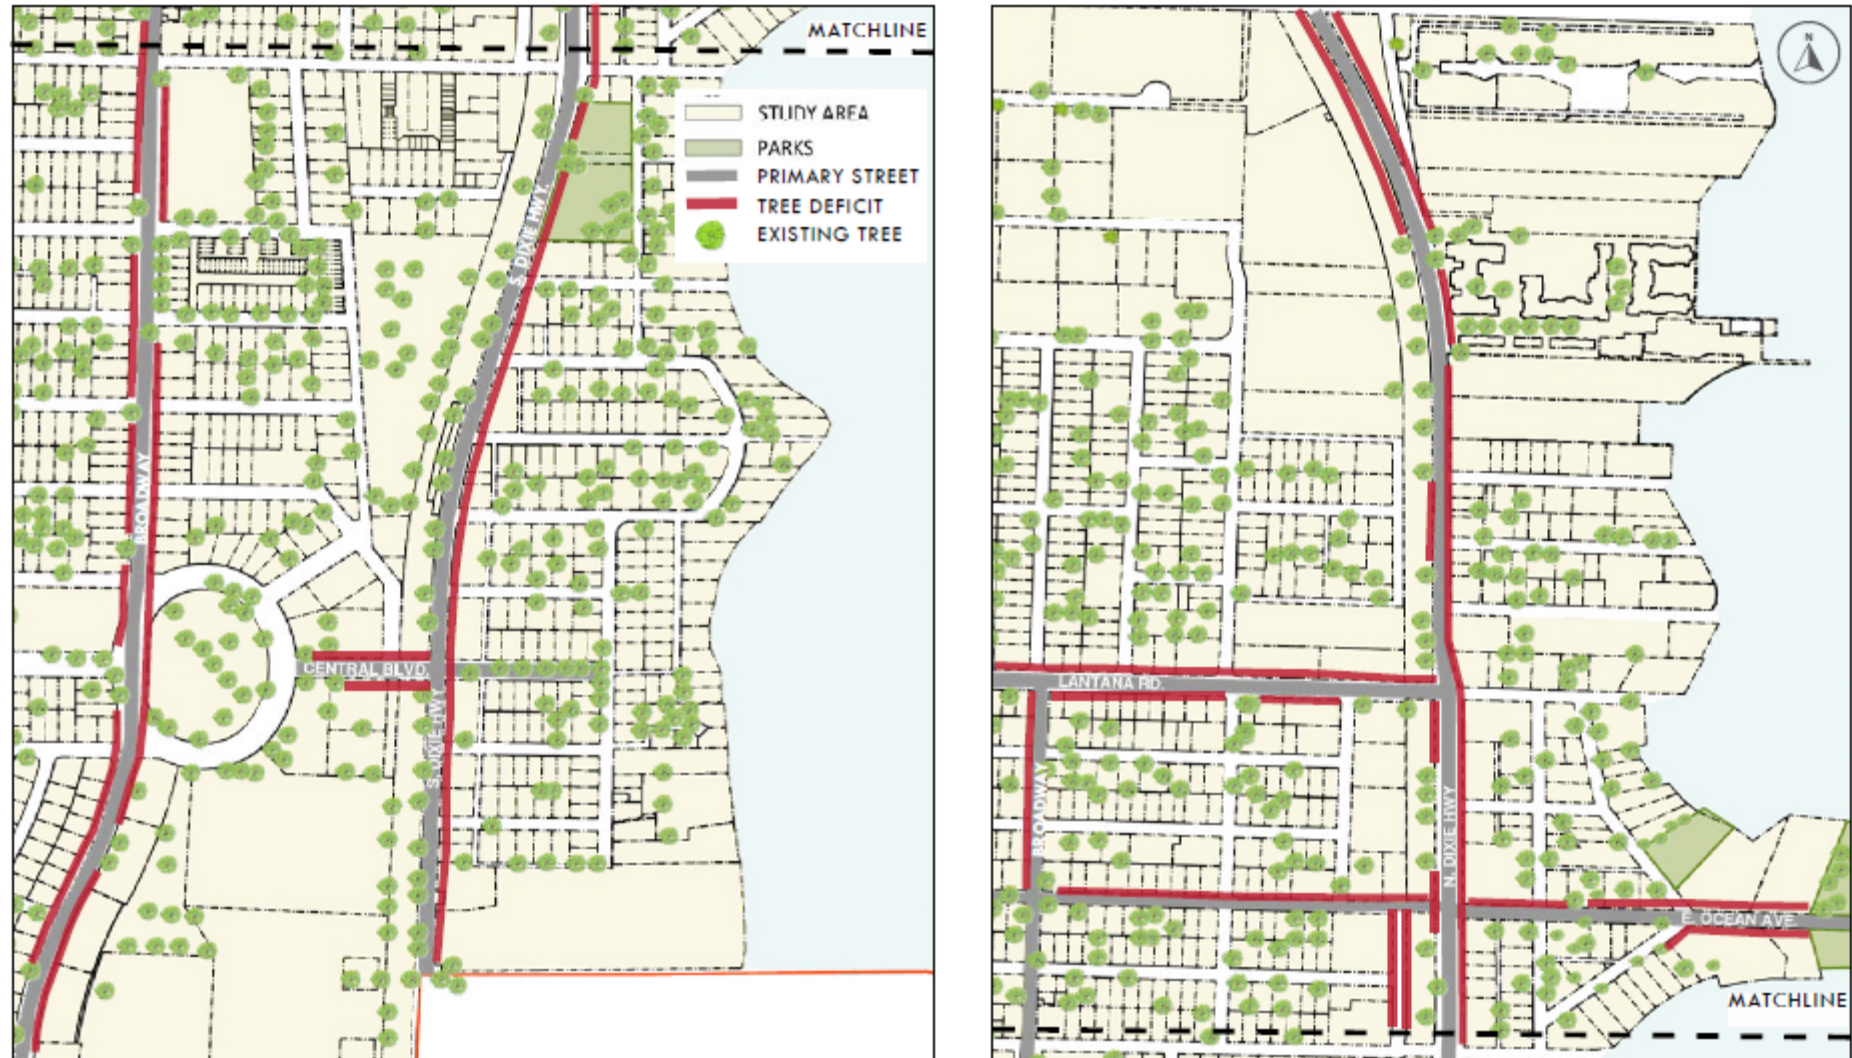 MATCHLINE
STUDY AREA
PARKS
PRIMARY STREET
TREE DEFICIT
EXISTING TREE
S. DIXIE HWY.
BROADWAY
CENTRAL BLVD.
S. DIXIE HWY.
N
LANTANA RD.
BROADWAY
N. DIXIE HWY
E. OCEAN AVE.
MATCHLINE